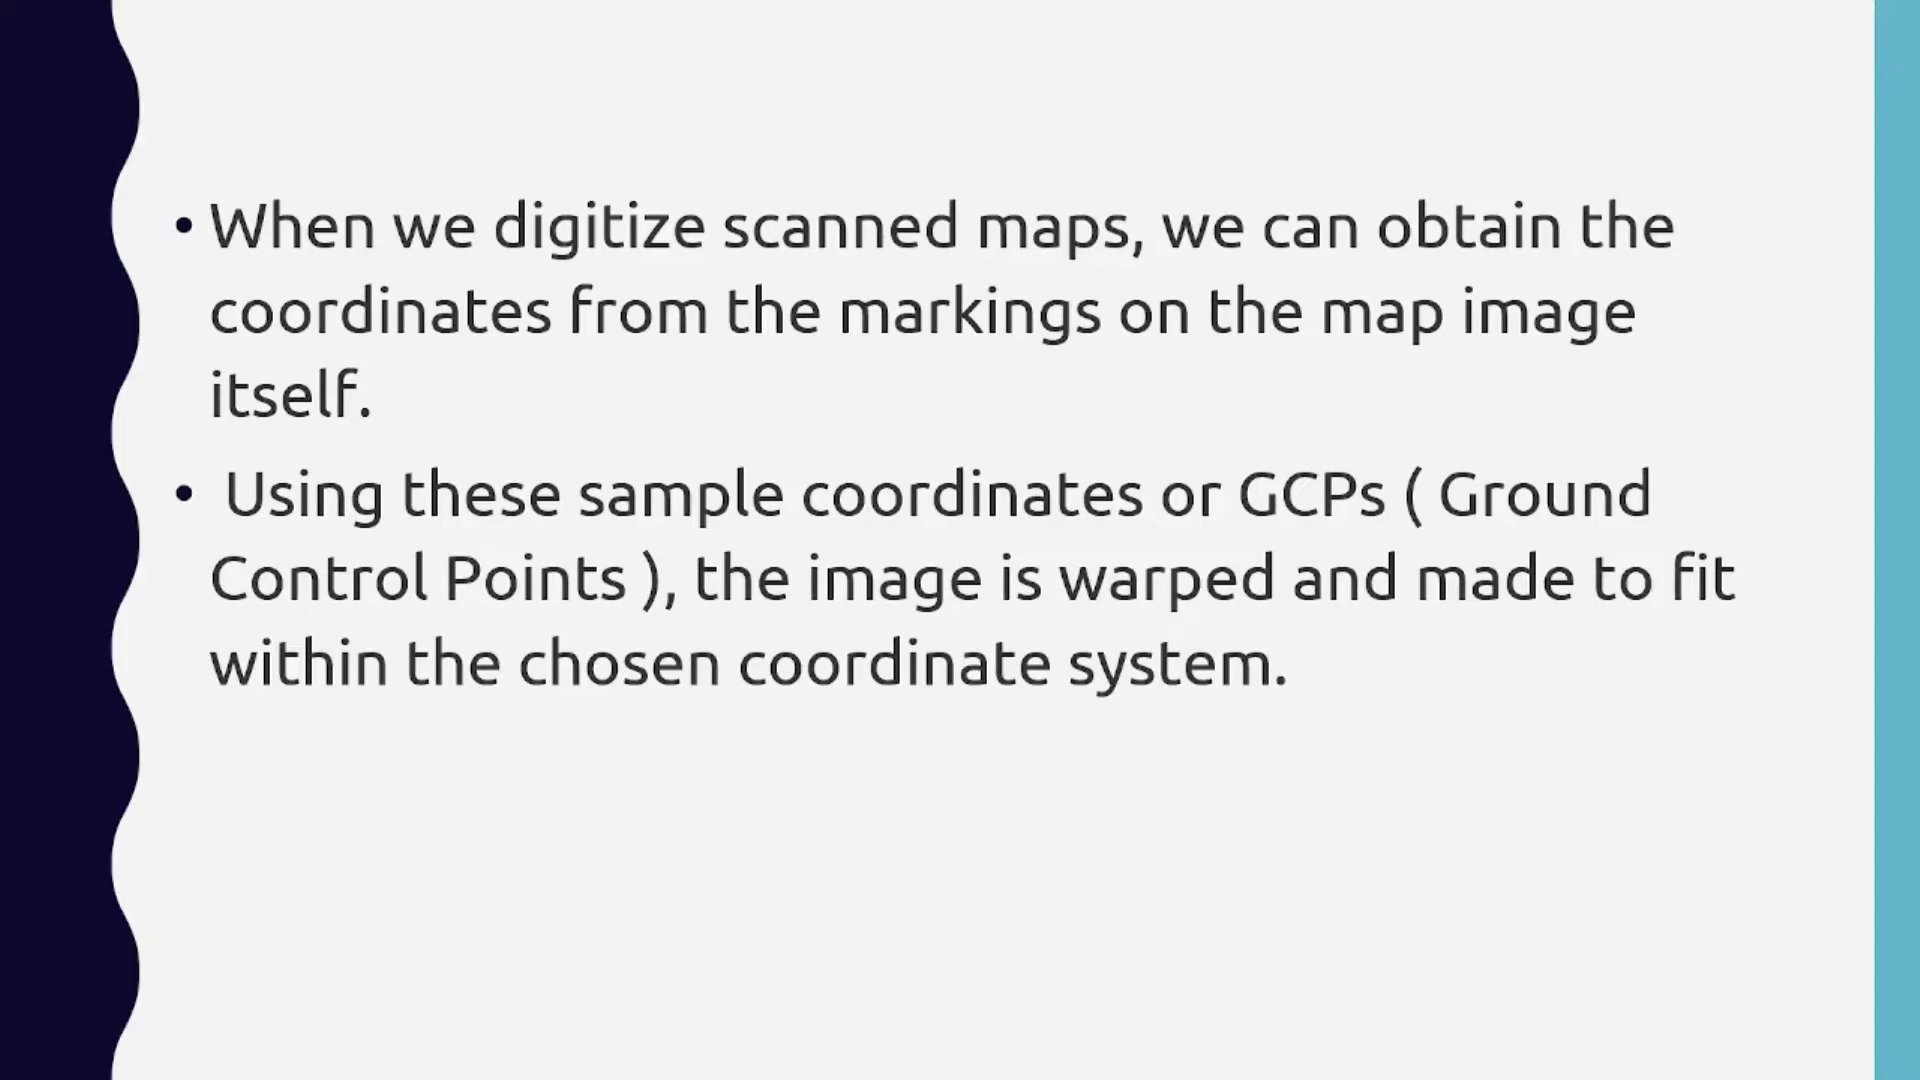 • When we digitize scanned maps, we can obtain the
coordinates from the markings on the map image
itself.
• Using these sample coordinates or GCPs ( Ground
Control Points ), the image is warped and made to fit
within the chosen coordinate system.